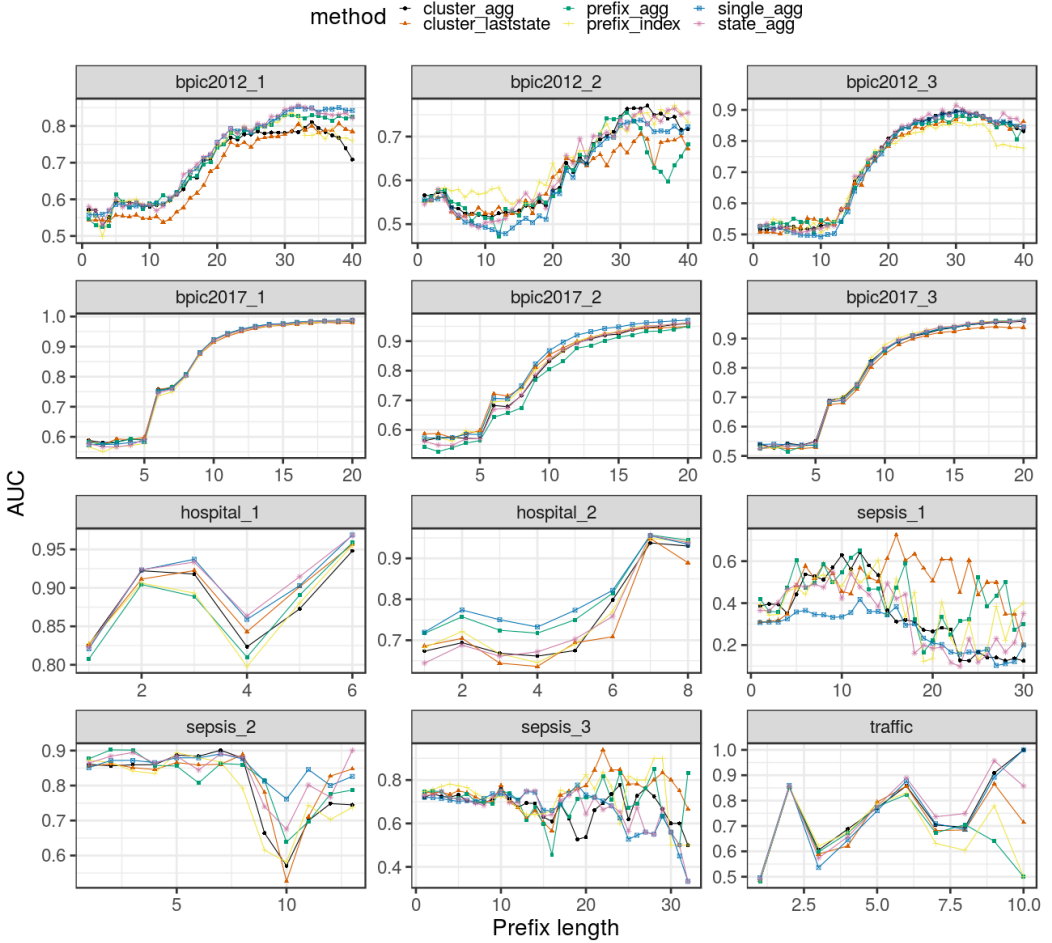 method
cluster_agg prefix_agg single_agg
cluster_laststate prefix_index state_agg
bpic2012_1 bpic2012_2 bpic2012_3
0.8
0.7
0.6
0.5
0 10 20 30 40
0.7
0.6
0.5
0 10 20 30 40
0.9
0.8
0.7
0.6
0.5
0 10 20 30 40
bpic2017_1 bpic2017_2 bpic2017_3
1.0
0.9
0.8
0.7
0.6
5 10 15 20
0.9
0.8
0.7
0.6
5 10 15 20
0.9
0.8
0.7
0.6
0.5
5 10 15 20
AUC
hospital_1 hospital_2 sepsis_1
0.95
0.90
0.85
0.80
2 4 6
0.9
0.8
0.7
2 4 6 8
0.6
0.4
0.2
0 10 20 30
sepsis_2 sepsis_3 traffic
0.9
0.8
0.7
0.6
5 10
0.8
0.6
0.4
0 10 20 30
1.0
0.9
0.8
0.7
0.6
0.5
2.5 5.0 7.5 10.0
Prefix length